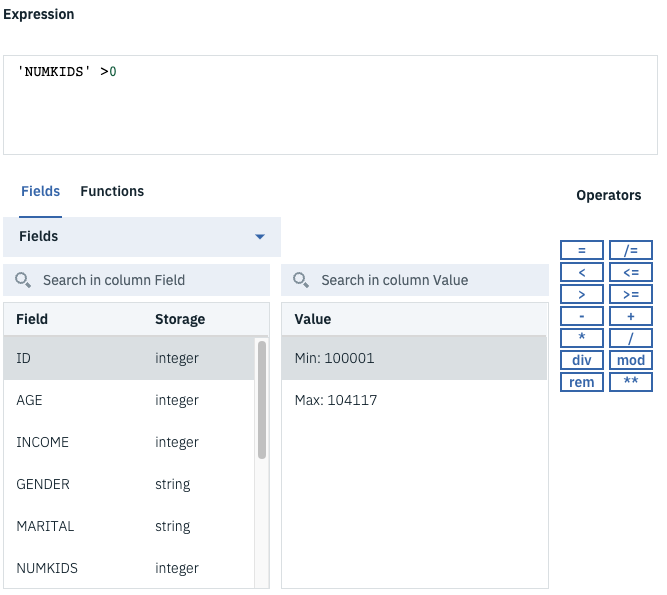 Expression
'NUMKIDS' >0
Fields Functions
Operators
Fields
Search in column Field
Search in column Value
Field Storage
Value
ID integer
AGE integer
INCOME integer
GENDER string
MARITAL string
NUMKIDS integer
Min: 100001
Max: 104117
= /=
< <=
> >=
- +
* /
div mod
rem **